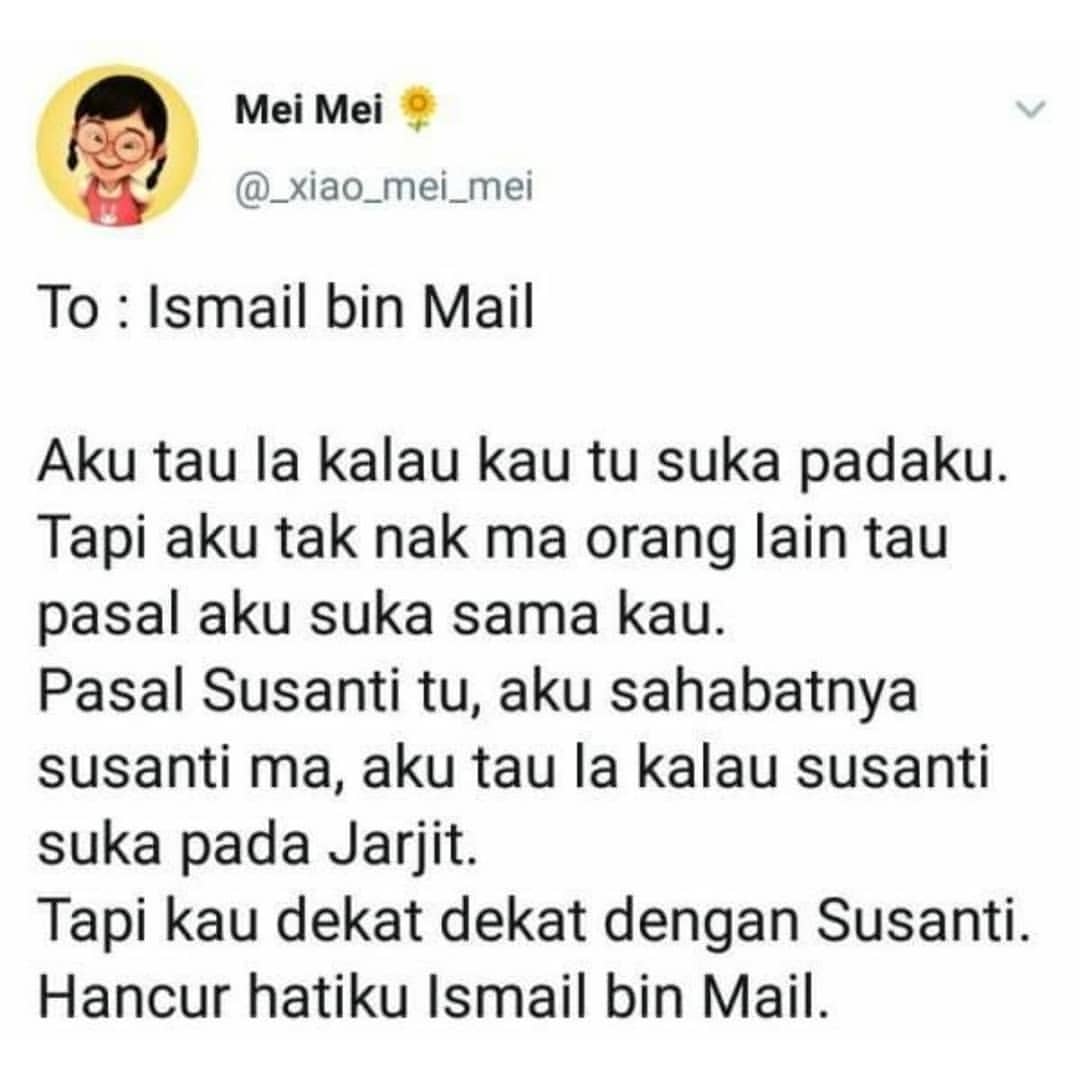 Mei Mei 🌻
@_xiao_mei_mei
To : Ismail bin Mail
Aku tau la kalau kau tu suka padaku.
Tapi aku tak nak ma orang lain tau
pasal aku suka sama kau.
Pasal Susanti tu, aku sahabatnya
susanti ma, aku tau la kalau susanti
suka pada Jarjit.
Tapi kau dekat dekat dengan Susanti.
Hancur hatiku Ismail bin Mail.